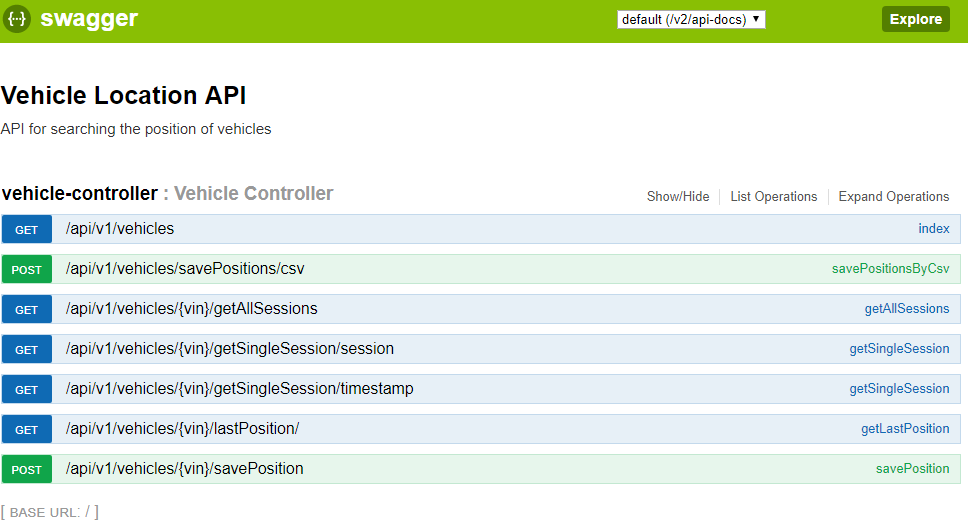 {··} swagger default (/v2/api-docs) Explore
Vehicle Location API
API for searching the position of vehicles
vehicle-controller : Vehicle Controller Show/Hide List Operations Expand Operations
GET /api/v1/vehicles index
POST /api/v1/vehicles/savePositions/csv savePositionsByCsv
GET /api/v1/vehicles/{vin}/getAllSessions getAllSessions
GET /api/v1/vehicles/{vin}/getSingleSession/session getSingleSession
GET /api/v1/vehicles/{vin}/getSingleSession/timestamp getSingleSession
GET /api/v1/vehicles/{vin}/lastPosition/ getLastPosition
POST /api/v1/vehicles/{vin}/savePosition savePosition
[ BASE URL: / ]